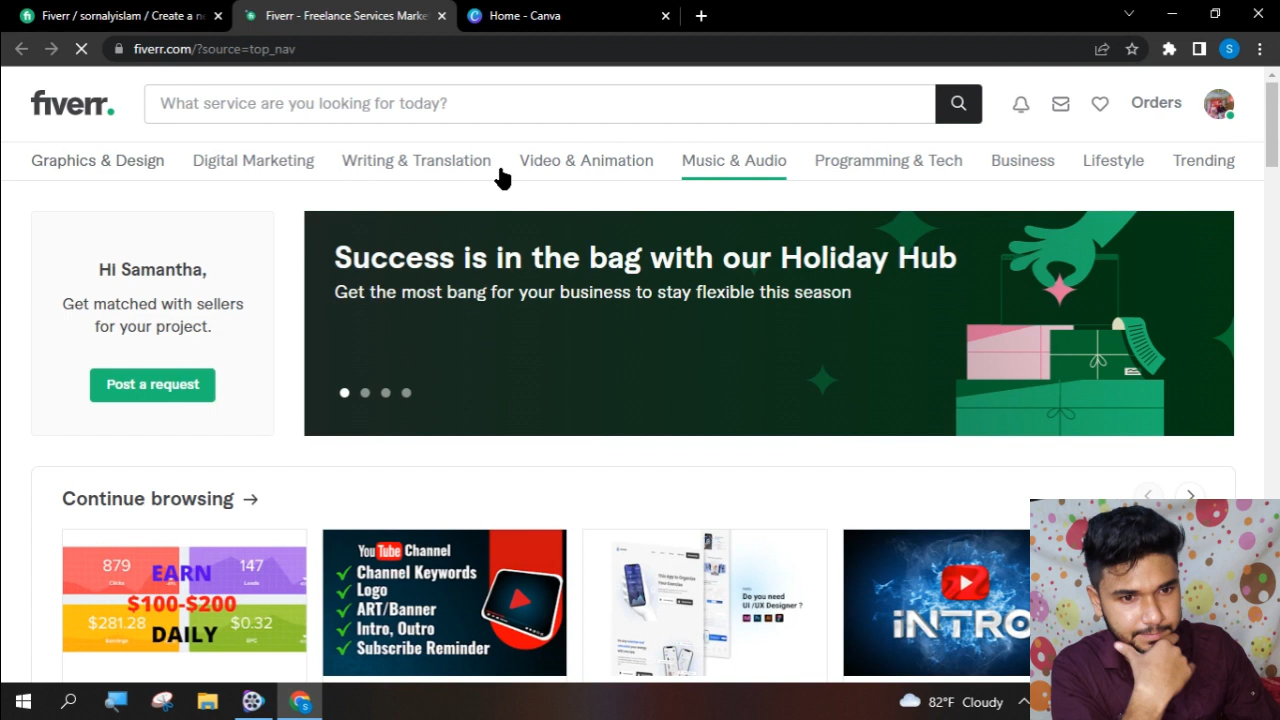 Fiverr / sornalyislam / Create a ne
Fiverr - Freelance Services Marke
Home - Canva
fiverr.com/?source=top_nav
S
fiverr.
What service are you looking for today?
Orders
Graphics & Design
Digital Marketing
Writing & Translation
Video & Animation
Music & Audio
Programming & Tech
Business
Lifestyle
Trending
Hi Samantha,
Get matched with sellers
for your project.
Post a request
Success is in the bag with our Holiday Hub
Get the most bang for your business to stay flexible this season
Continue browsing →
879
Clicks
147
Leads
EARN
$100-$200
DAILY
$281.28
Earnings
$0.32
EPC
YouTube Channel
Channel Keywords
Logo
ART/Banner
Intro, Outro
Subscribe Reminder
Do you need
UI /UX Designer ?
iNTRO
82°F Cloudy